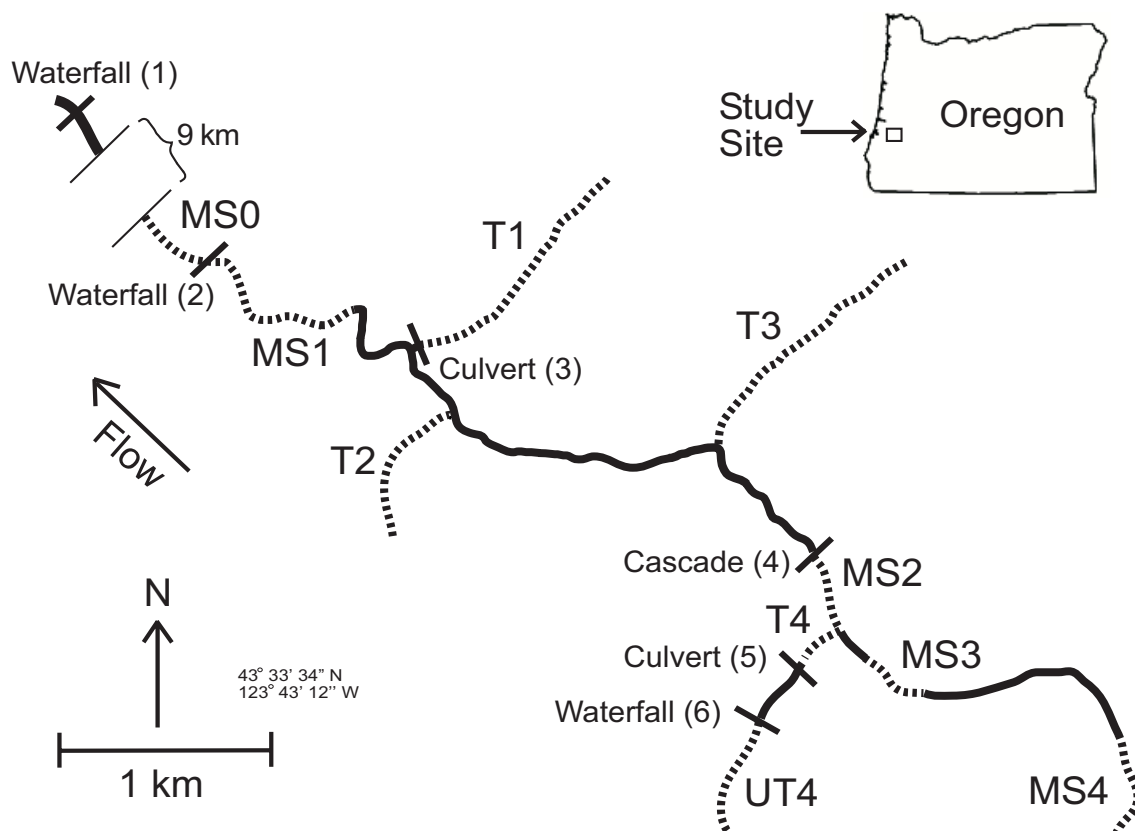 Waterfall (1)
9 km
Study
Site
Oregon
MS0
T1
Waterfall (2)
T3
MS1
Culvert (3)
Flow
T2
Cascade (4)
MS2
N
T4
Culvert (5)
MS3
43° 33' 34" N
123° 43' 12'' W
Waterfall (6)
1 km
UT4
MS4